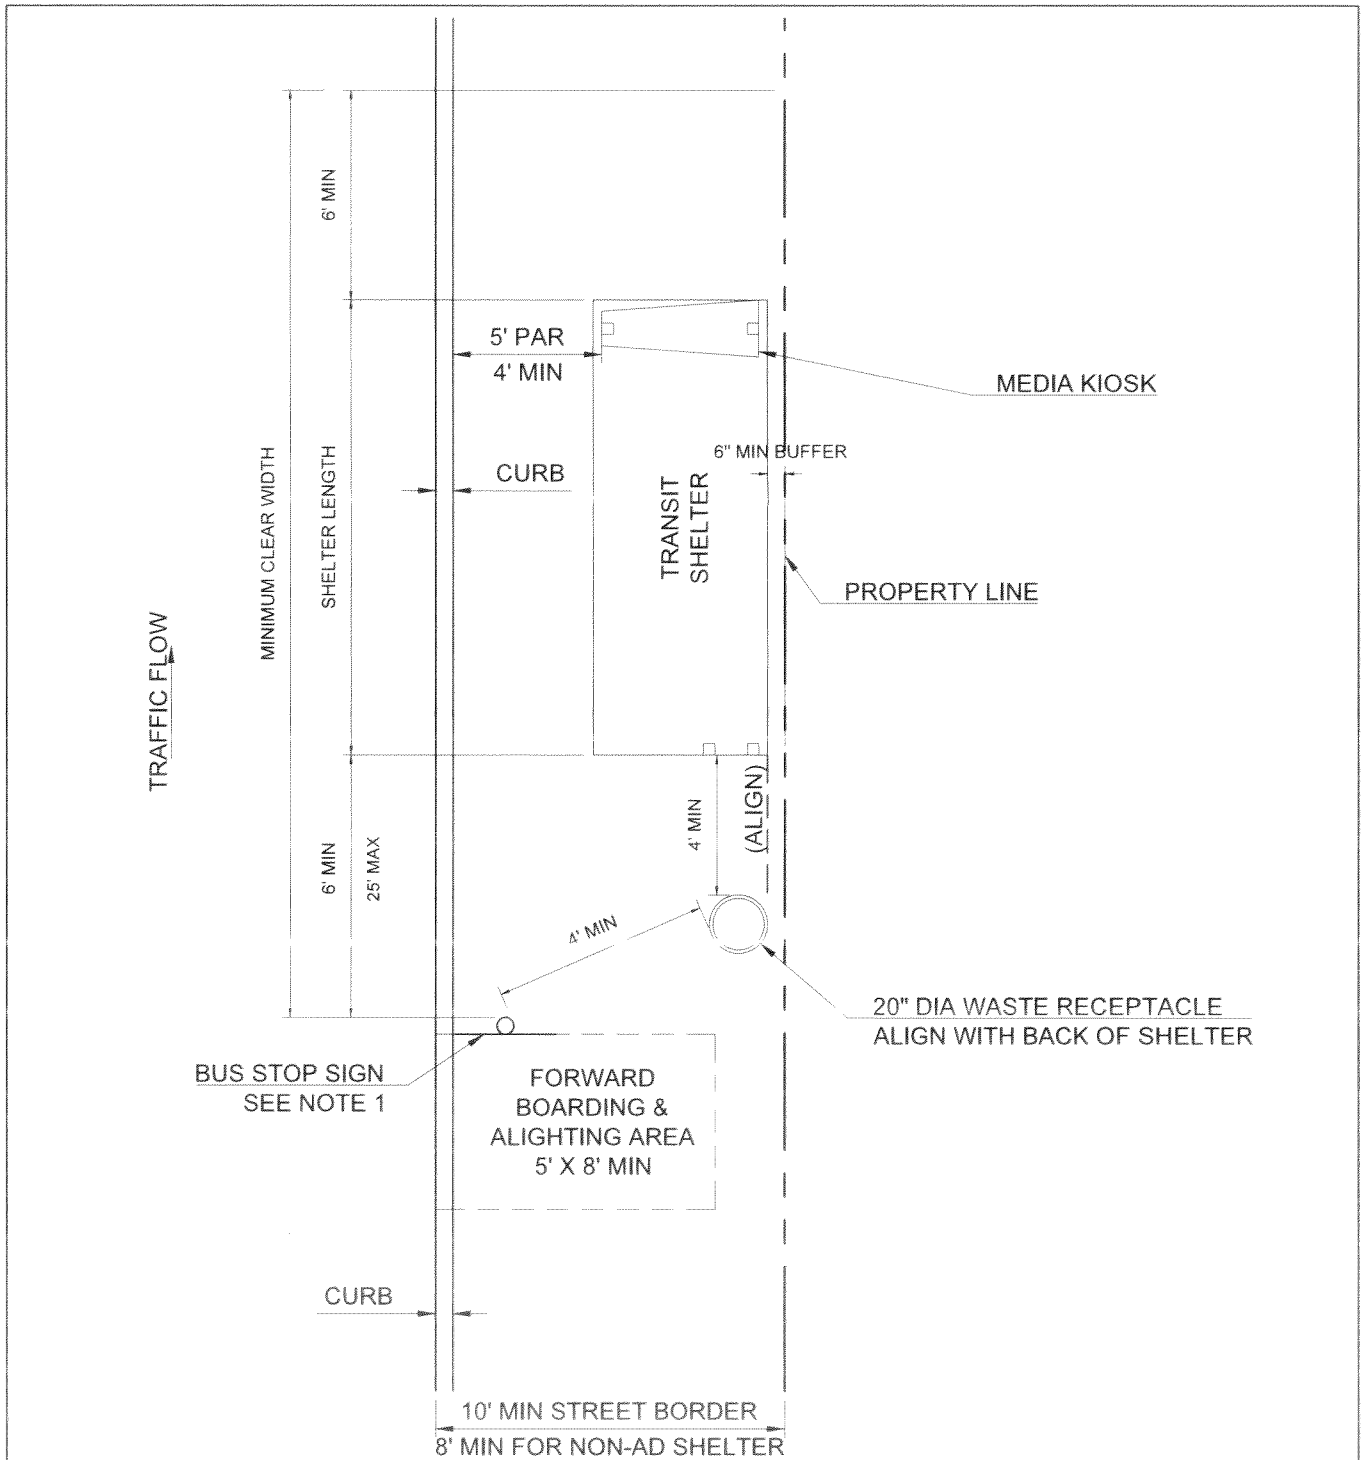 6' MIN
5' PAR
4' MIN
MEDIA KIOSK
6" MIN BUFFER
CURB
MINIMUM CLEAR WIDTH
SHELTER LENGTH
TRANSIT
SHELTER
PROPERTY LINE
TRAFFIC FLOW
(ALIGN)
4' MIN
6' MIN
25' MAX
4' MIN
20" DIA WASTE RECEPTACLE
ALIGN WITH BACK OF SHELTER
BUS STOP SIGN
SEE NOTE 1
FORWARD
BOARDING &
ALIGHTING AREA
5' X 8' MIN
CURB
10' MIN STREET BORDER
8' MIN FOR NON-AD SHELTER